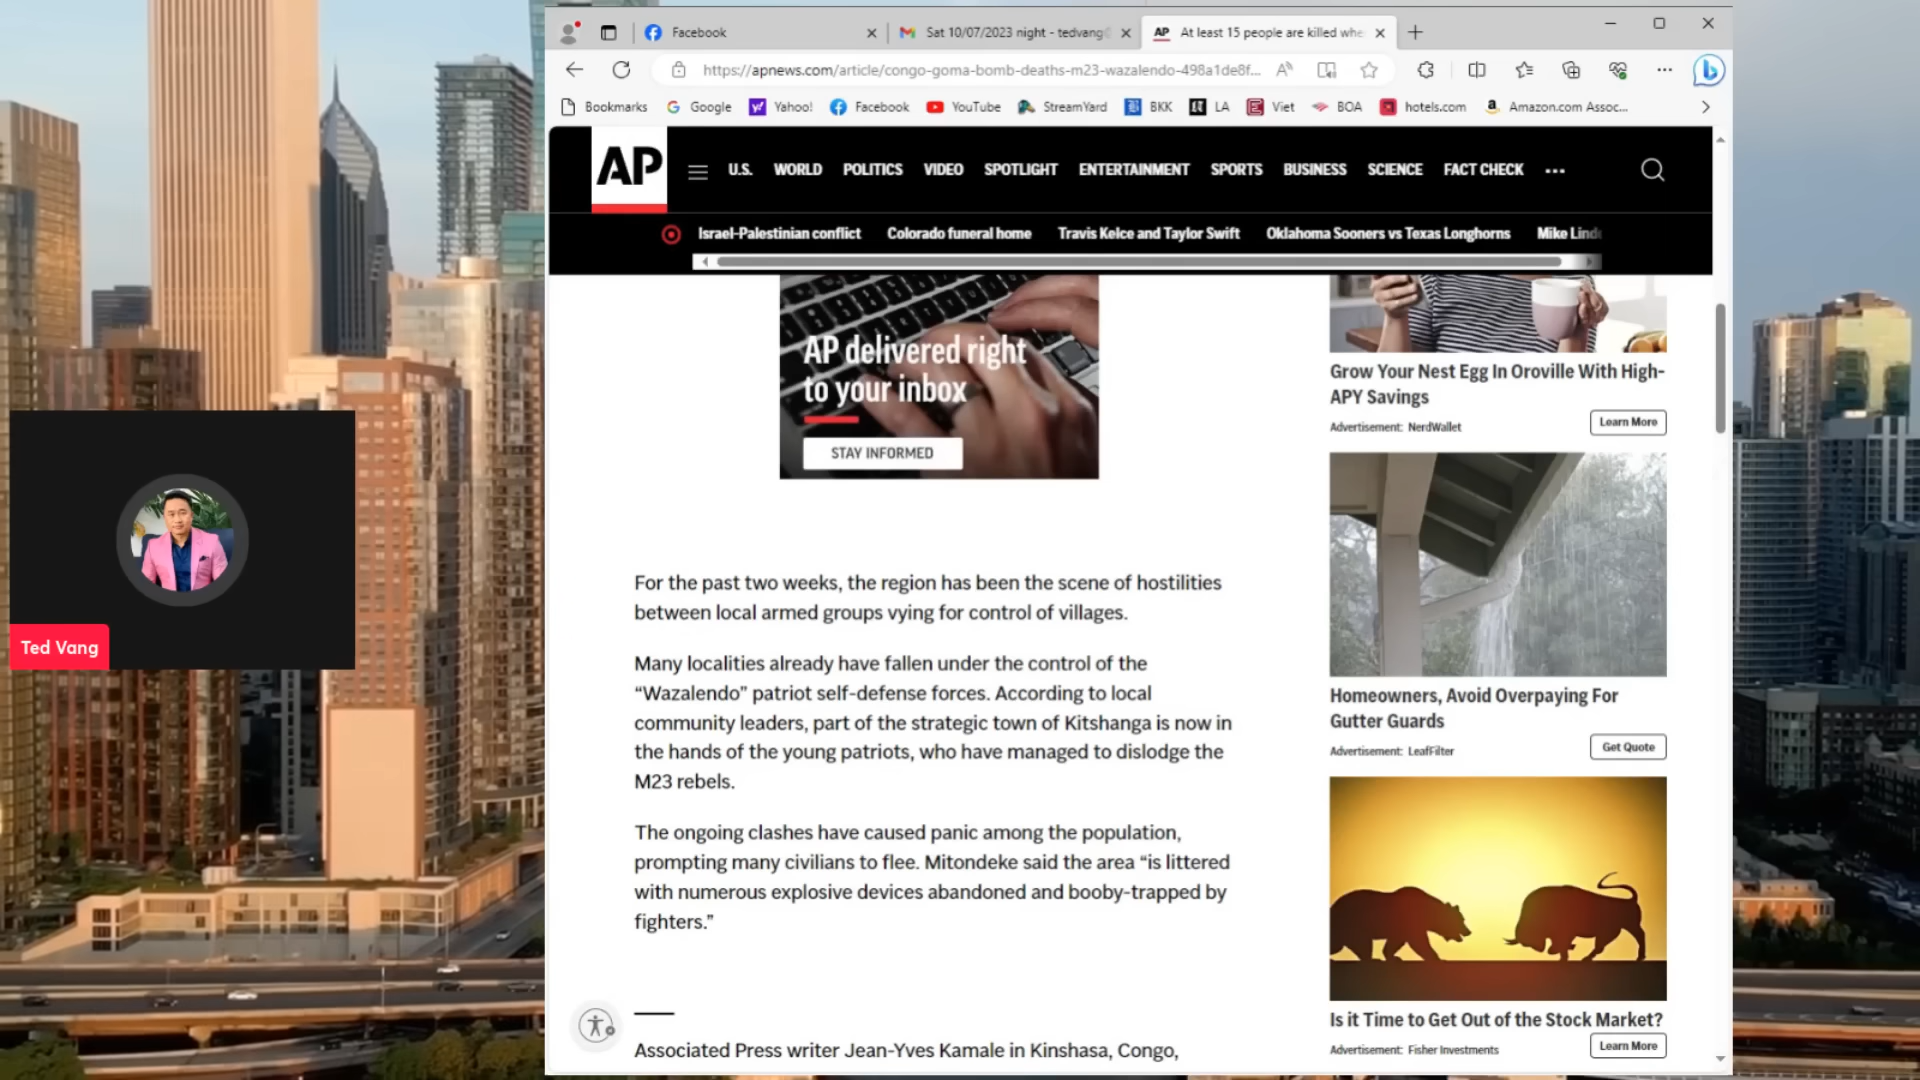 Facebook
Sat 10/07/2023 night - tedvang
At least 15 people are killed whe
https://apnews.com/article/congo-goma-bomb-deaths-m23-wazalendo-498a1de8f...
Bookmarks
Google
Yahoo!
Facebook
YouTube
StreamYard
BKK
LA
Viet
BOA
hotels.com
Amazon.com Assoc...
AP
U.S.
WORLD
POLITICS
VIDEO
SPOTLIGHT
ENTERTAINMENT
SPORTS
BUSINESS
SCIENCE
FACT CHECK
Israel-Palestinian conflict
Colorado funeral home
Travis Kelce and Taylor Swift
Oklahoma Sooners vs Texas Longhorns
Mike Lind
AP delivered right
to your inbox
STAY INFORMED
For the past two weeks, the region has been the scene of hostilities
between local armed groups vying for control of villages.
Many localities already have fallen under the control of the
“Wazalendo” patriot self-defense forces. According to local
community leaders, part of the strategic town of Kitshanga is now in
the hands of the young patriots, who have managed to dislodge the
M23 rebels.
The ongoing clashes have caused panic among the population,
prompting many civilians to flee. Mitondeke said the area “is littered
with numerous explosive devices abandoned and booby-trapped by
fighters.”
Associated Press writer Jean-Yves Kamale in Kinshasa, Congo,
Grow Your Nest Egg In Oroville With High-
APY Savings
Advertisement: NerdWallet
Learn More
Homeowners, Avoid Overpaying For
Gutter Guards
Advertisement: LeafFilter
Get Quote
Is it Time to Get Out of the Stock Market?
Advertisement: Fisher Investments
Learn More
Ted Vang